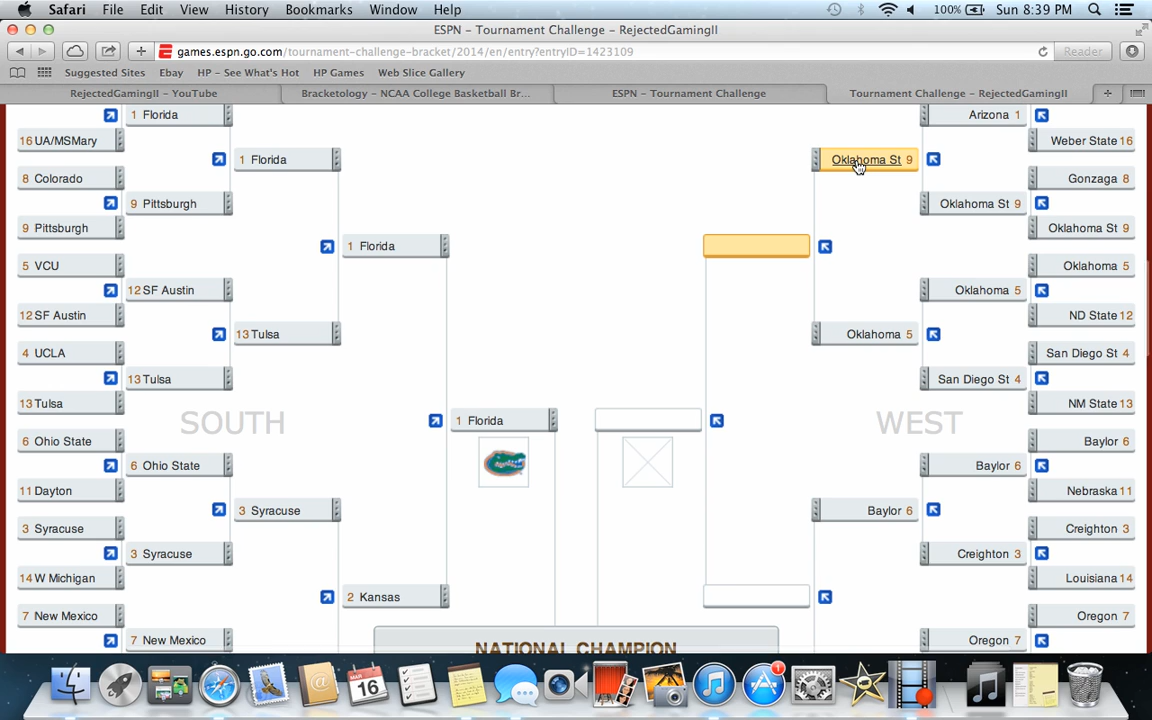 Safari File Edit View History Bookmarks Window Help 100% Sun 8:39 PM
ESPN – Tournament Challenge - RejectedGamingII
games.espn.go.com/tournament-challenge-bracket/2014/en/entry?entryID=1423109 Reader
Suggested Sites Ebay HP – See What's Hot HP Games Web Slice Gallery
RejectedGamingII – YouTube Bracketology – NCAA College Basketball Br... ESPN – Tournament Challenge Tournament Challenge – RejectedGamingII
1 Florida Arizona 1
16 UA/MSMary Weber State 16
1 Florida Oklahoma St 9
8 Colorado Gonzaga 8
9 Pittsburgh Oklahoma St 9
9 Pittsburgh Oklahoma St 9
1 Florida
5 VCU Oklahoma 5
12 SF Austin Oklahoma 5
12 SF Austin ND State 12
13 Tulsa Oklahoma 5
4 UCLA San Diego St 4
13 Tulsa San Diego St 4
13 Tulsa NM State 13
SOUTH 1 Florida WEST
6 Ohio State Baylor 6
6 Ohio State Baylor 6
11 Dayton Nebraska 11
3 Syracuse Baylor 6
3 Syracuse Creighton 3
3 Syracuse Creighton 3
14 W Michigan Louisiana 14
2 Kansas
7 New Mexico Oregon 7
7 New Mexico Oregon 7
NATIONAL CHAMPION
MAR
16
1